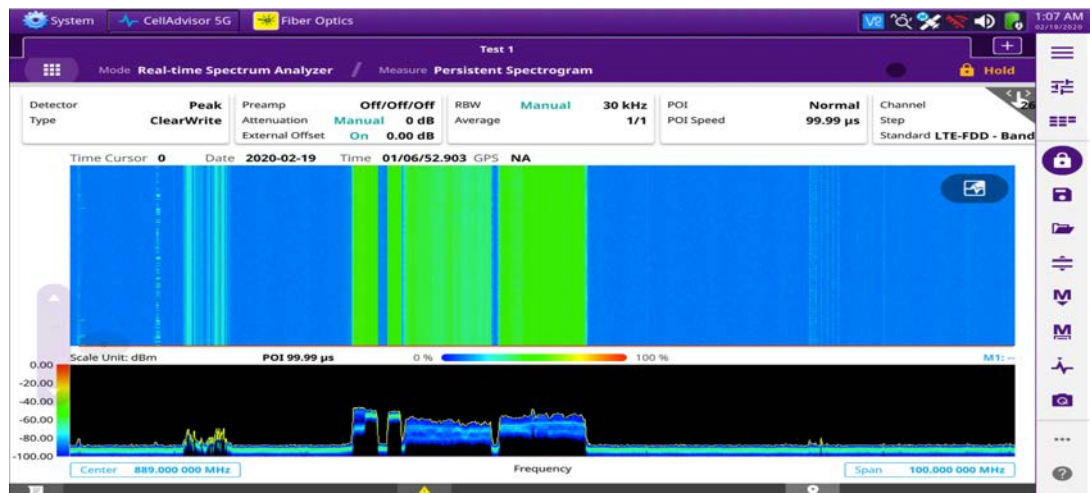 System CellAdvisor 5G Fiber Optics V2 1:07 AM
02/19/2020
Test 1 +
Mode Real-time Spectrum Analyzer / Measure Persistent Spectrogram Hold
Detector Peak Preamp Off/Off/Off RBW Manual 30 kHz POI Normal Channel 26
Type ClearWrite Attenuation Manual 0 dB Average 1/1 POI Speed 99.99 μs Step
External Offset On 0.00 dB Standard LTE-FDD - Band
Time Cursor 0 Date 2020-02-19 Time 01/06/52.903 GPS NA
Scale Unit: dBm POI 99.99 μs 0 % 100 % M1: --
0.00
-20.00
-40.00
-60.00
-80.00
-100.00
Center 889.000 000 MHz Frequency Span 100.000 000 MHz